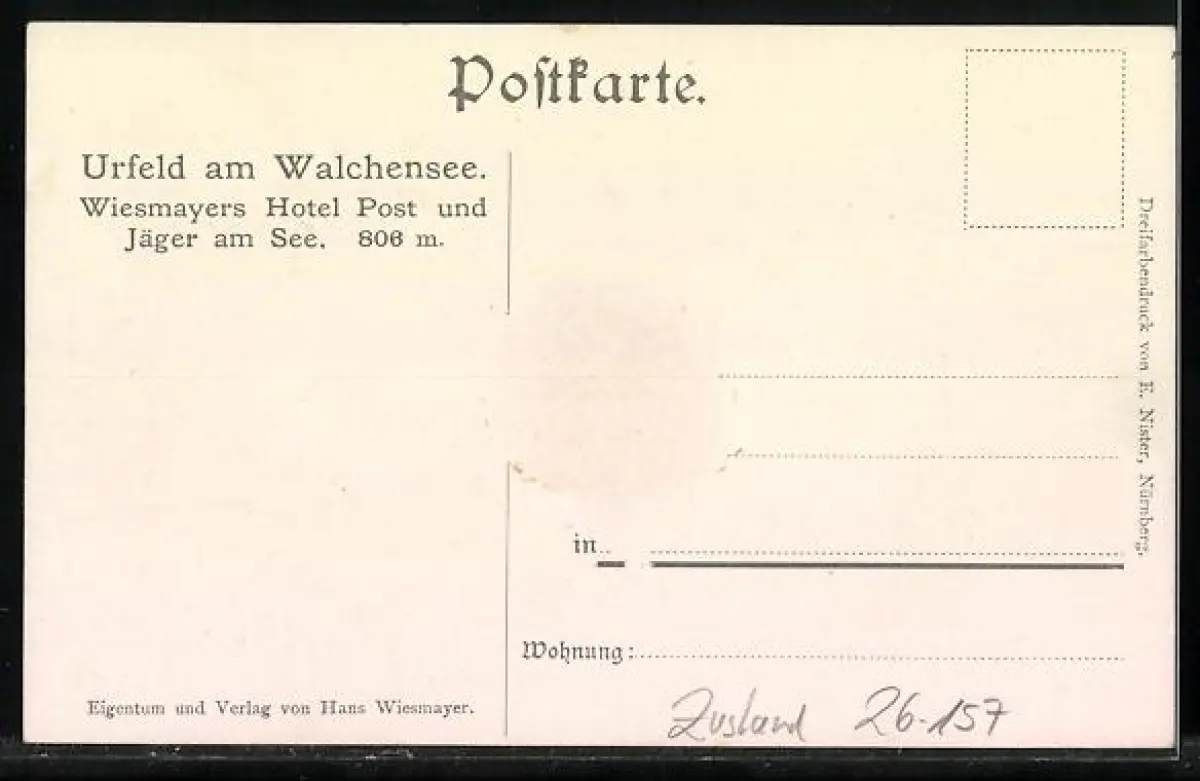 Postkarte.
Urfeld am Walchensee.
Wiesmayers Hotel Post und
Jäger am See. 806 m.
Dreifarbendruck von E. Nister, Nürnberg.
in
Wohnung:
Eigentum und Verlag von Hans Wiesmayer.
Zustand 26-157